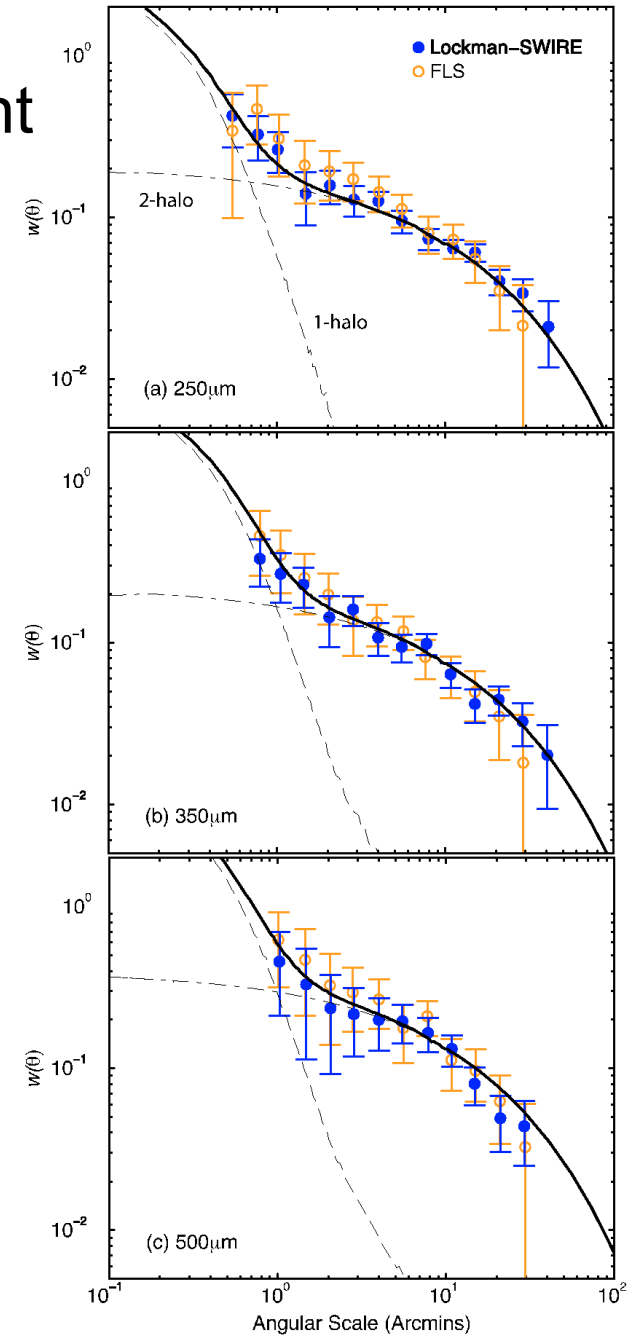 nt
10^0
Lockman−SWIRE
FLS
w(θ)
2-halo
10^-1
1-halo
10^-2
(a) 250μm
10^0
w(θ)
10^-1
10^-2
(b) 350μm
10^0
w(θ)
10^-1
10^-2
(c) 500μm
10^-1 10^0 10^1 10^2
Angular Scale (Arcmins)